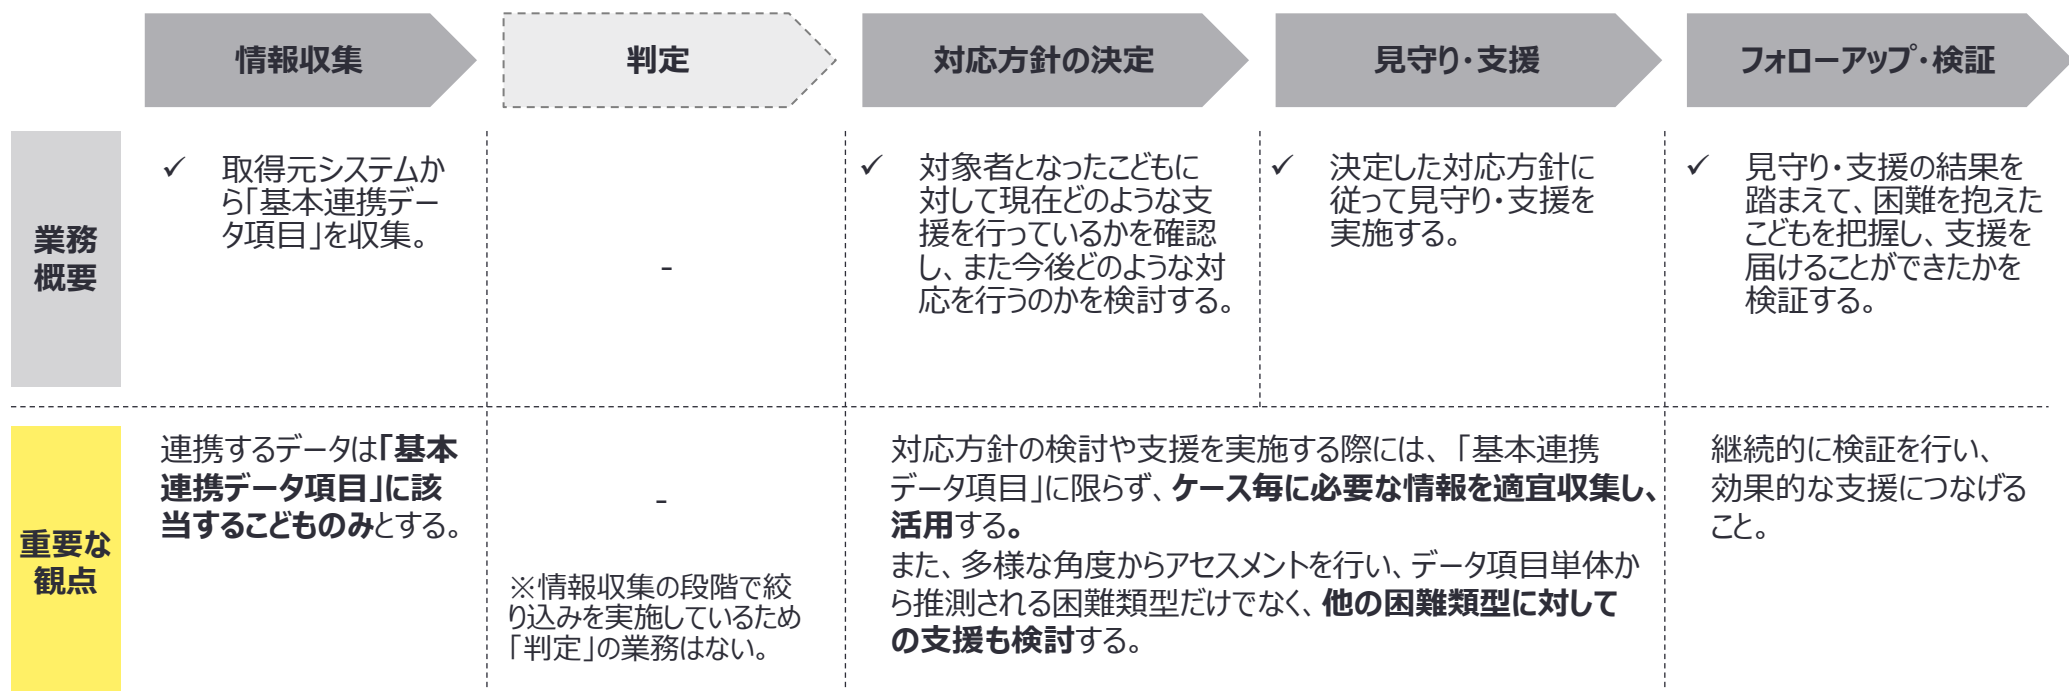 情報収集
判定
対応方針の決定
見守り・支援
フォローアップ・検証
業務
概要
✓ 取得元システムか
ら「基本連携デー
タ項目」を収集。
-
✓ 対象者となったこどもに
対して現在どのような支
援を行っているかを確認
し、また今後どのような対
応を行うのかを検討する。
✓ 決定した対応方針に
従って見守り・支援を
実施する。
✓ 見守り・支援の結果を
踏まえて、困難を抱えた
こどもを把握し、支援を
届けることができたかを
検証する。
重要な
観点
連携するデータは「基本
連携データ項目」に該
当するこどものみとする。
-
※情報収集の段階で絞
り込みを実施しているため
「判定」の業務はない。
対応方針の検討や支援を実施する際には、「基本連携
データ項目」に限らず、ケース毎に必要な情報を適宜収集し、
活用する。
また、多様な角度からアセスメントを行い、データ項目単体か
ら推測される困難類型だけでなく、他の困難類型に対して
の支援も検討する。
継続的に検証を行い、
効果的な支援につなげる
こと。